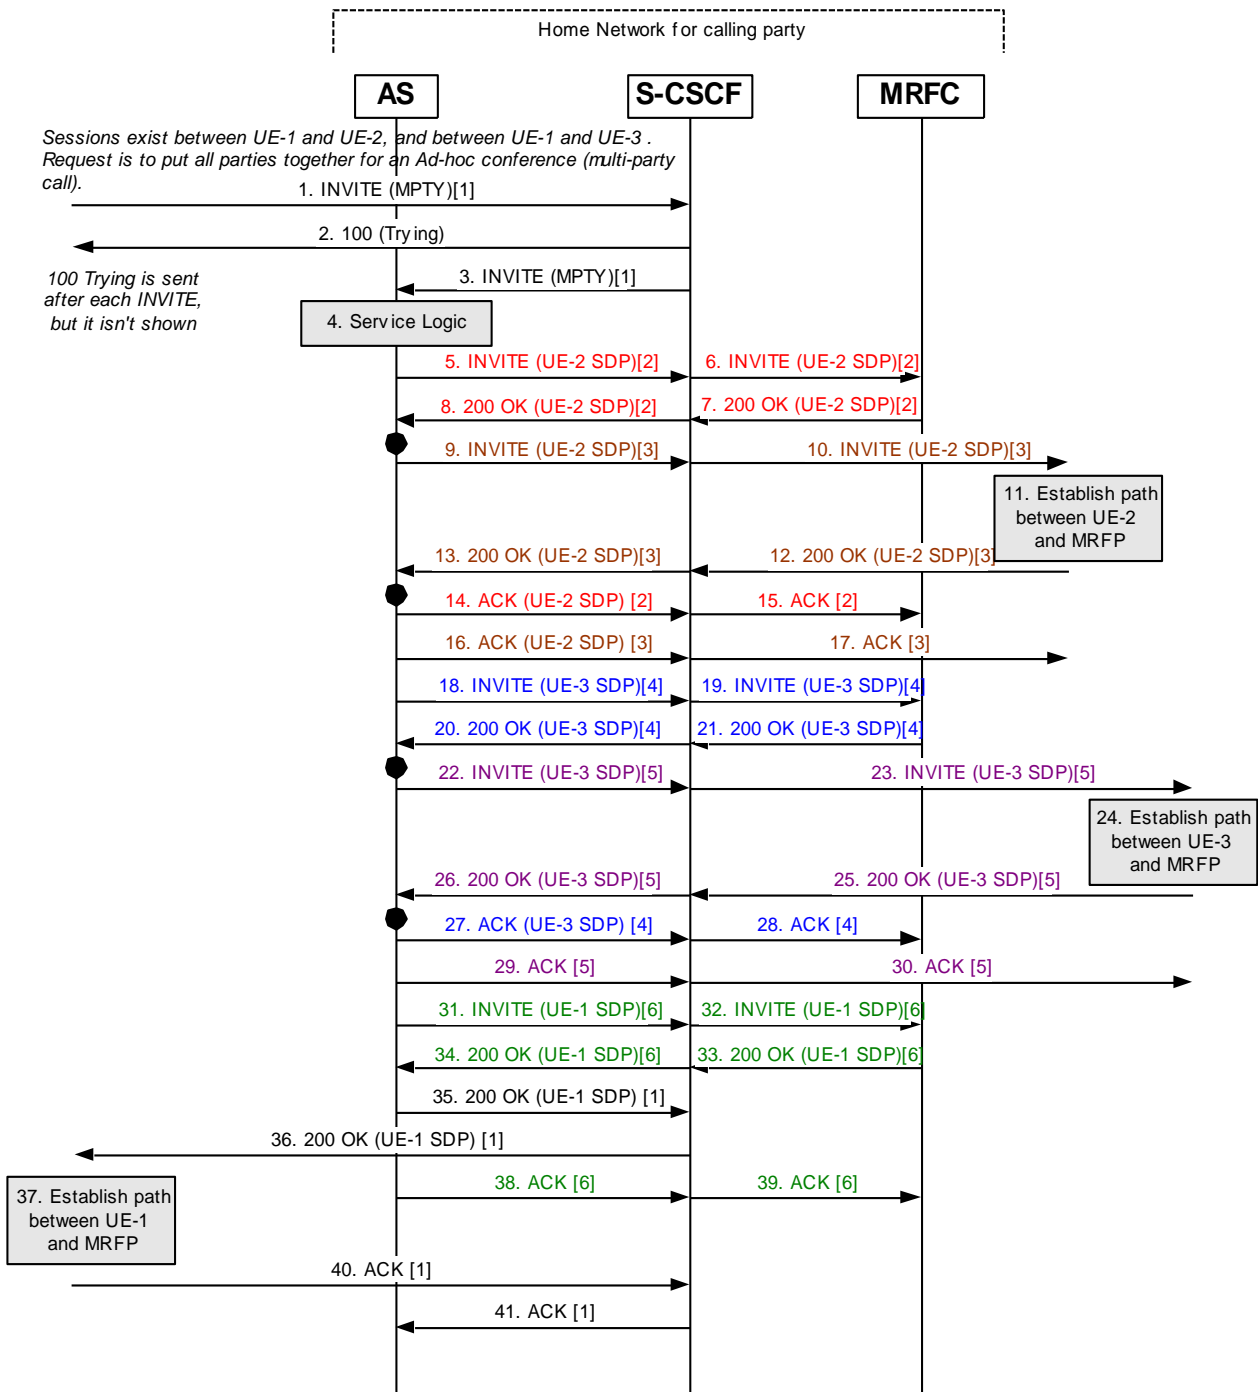 Home Network for calling party
AS
S-CSCF
MRFC
Sessions exist between UE-1 and UE-2, and between UE-1 and UE-3 .
Request is to put all parties together for an Ad-hoc conference (multi-party
call).
1. INVITE (MPTY)[1]
2. 100 (Trying)
3. INVITE (MPTY)[1]
100 Trying is sent
after each INVITE,
but it isn't shown
4. Service Logic
5. INVITE (UE-2 SDP)[2]
6. INVITE (UE-2 SDP)[2]
8. 200 OK (UE-2 SDP)[2]
7. 200 OK (UE-2 SDP)[2]
9. INVITE (UE-2 SDP)[3]
10. INVITE (UE-2 SDP)[3]
11. Establish path
between UE-2
and MRFP
13. 200 OK (UE-2 SDP)[3]
12. 200 OK (UE-2 SDP)[3]
14. ACK (UE-2 SDP) [2]
15. ACK [2]
16. ACK (UE-2 SDP) [3]
17. ACK [3]
18. INVITE (UE-3 SDP)[4]
19. INVITE (UE-3 SDP)[4]
20. 200 OK (UE-3 SDP)[4]
21. 200 OK (UE-3 SDP)[4]
22. INVITE (UE-3 SDP)[5]
23. INVITE (UE-3 SDP)[5]
24. Establish path
between UE-3
and MRFP
26. 200 OK (UE-3 SDP)[5]
25. 200 OK (UE-3 SDP)[5]
27. ACK (UE-3 SDP) [4]
28. ACK [4]
29. ACK [5]
30. ACK [5]
31. INVITE (UE-1 SDP)[6]
32. INVITE (UE-1 SDP)[6]
34. 200 OK (UE-1 SDP)[6]
33. 200 OK (UE-1 SDP)[6]
35. 200 OK (UE-1 SDP) [1]
36. 200 OK (UE-1 SDP) [1]
37. Establish path
between UE-1
and MRFP
38. ACK [6]
39. ACK [6]
40. ACK [1]
41. ACK [1]